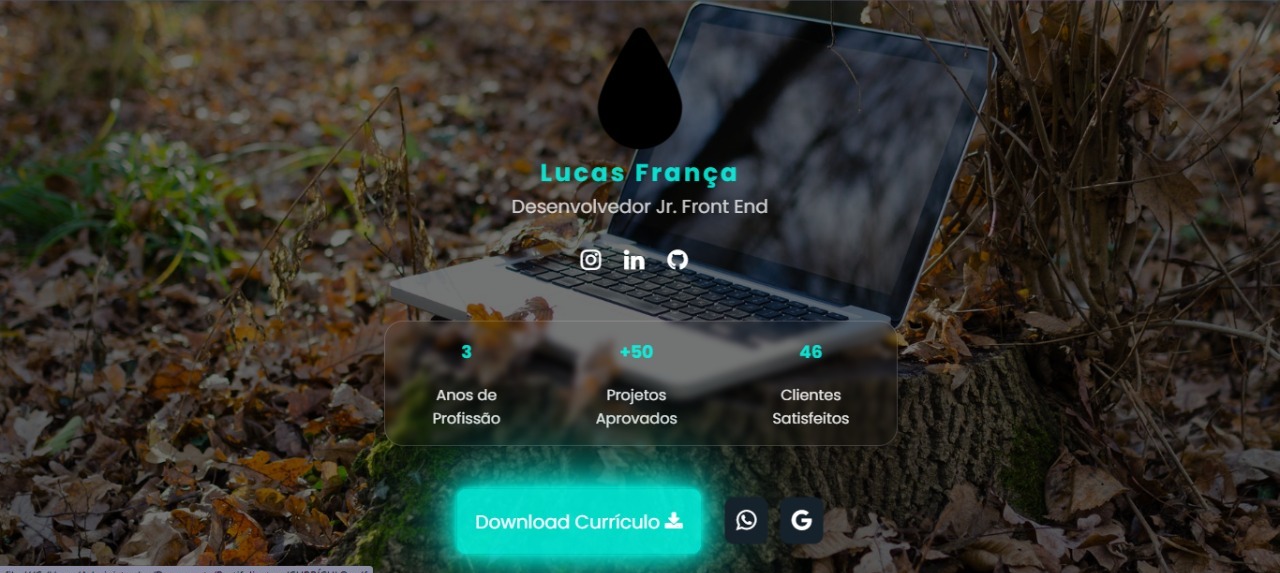 Lucas França
Desenvolvedor Jr. Front End
3
+50
46
Anos de
Profissão
Projetos
Aprovados
Clientes
Satisfeitos
Download Currículo